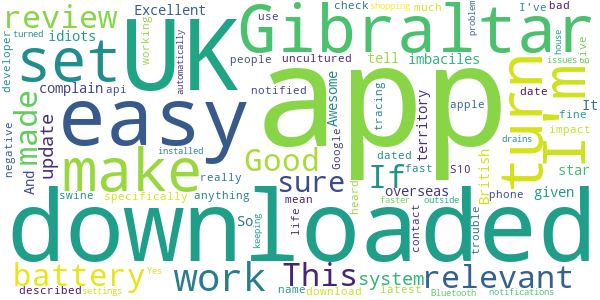 review
Excellent
check
shopping
much
I've
bad
UK
Gibraltar
developer
turned
idiots
use
working
automatically
problem
set
people
uncultured
tell
imbaciles
issues
house
give
complain
api
notified
Awesome
tracing
apple
date
It
easy
app
turn
I'm
negative
made
update
Google
territory
fine
impact
And
make
Good
dated
fast
S10
British
star
drains
installed
really
If
swine
specifically
anything
sure
overseas
phone
given
downloaded
So
mean
life
heard
contact
faster
outside
trouble
keeping
battery
Yes
work
This
system
relevant
described
settings
name
download
latest
Bluetooth
notifications